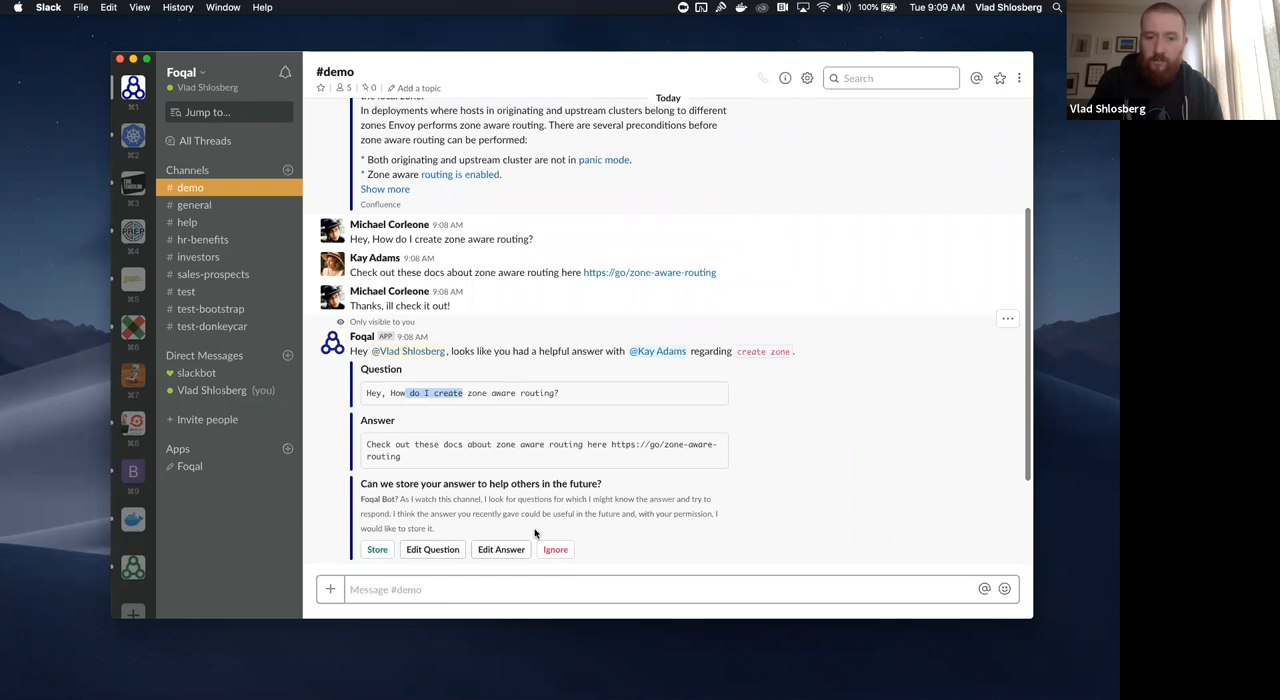 Slack File Edit View History Window Help 100% Tue 9:09 AM Vlad Shlosberg
Vlad Shlosberg
Foqal
Vlad Shlosberg
Jump to...
All Threads
Channels
# demo
# general
# help
# hr-benefits
# investors
# sales-prospects
# test
# test-bootstrap
# test-donkeycar
Direct Messages
slackbot
Vlad Shlosberg (you)
+ Invite people
Apps
Foqal
⌘1
⌘2
⌘3
⌘4
⌘5
⌘6
⌘7
⌘8
B
⌘9
#demo
5 | 0 | Add a topic
Search
Today
the local zone.
In deployments where hosts in originating and upstream clusters belong to different
zones Envoy performs zone aware routing. There are several preconditions before
zone aware routing can be performed:
* Both originating and upstream cluster are not in panic mode.
* Zone aware routing is enabled.
Show more
Confluence
Michael Corleone 9:08 AM
Hey, How do I create zone aware routing?
Kay Adams 9:08 AM
Check out these docs about zone aware routing here https://go/zone-aware-routing
Michael Corleone 9:08 AM
Thanks, ill check it out!
Only visible to you
Foqal APP 9:08 AM
Hey @Vlad Shlosberg, looks like you had a helpful answer with @Kay Adams regarding create zone.
Question
Hey, How do I create zone aware routing?
Answer
Check out these docs about zone aware routing here https://go/zone-aware-
routing
Can we store your answer to help others in the future?
Foqal Bot? As I watch this channel, I look for questions for which I might know the answer and try to
respond. I think the answer you recently gave could be useful in the future and, with your permission, I
would like to store it.
Store Edit Question Edit Answer Ignore
Message #demo